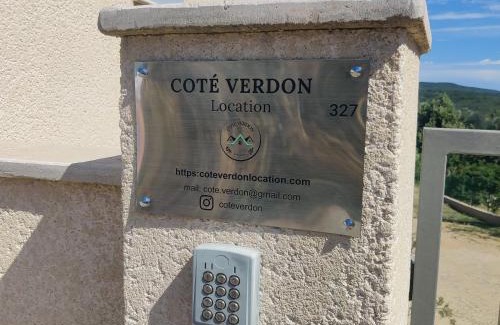 COTÉ VERDON
Location
327
https:coteverdonlocation.com
mail: cote.verdon@gmail.com
coteverdon